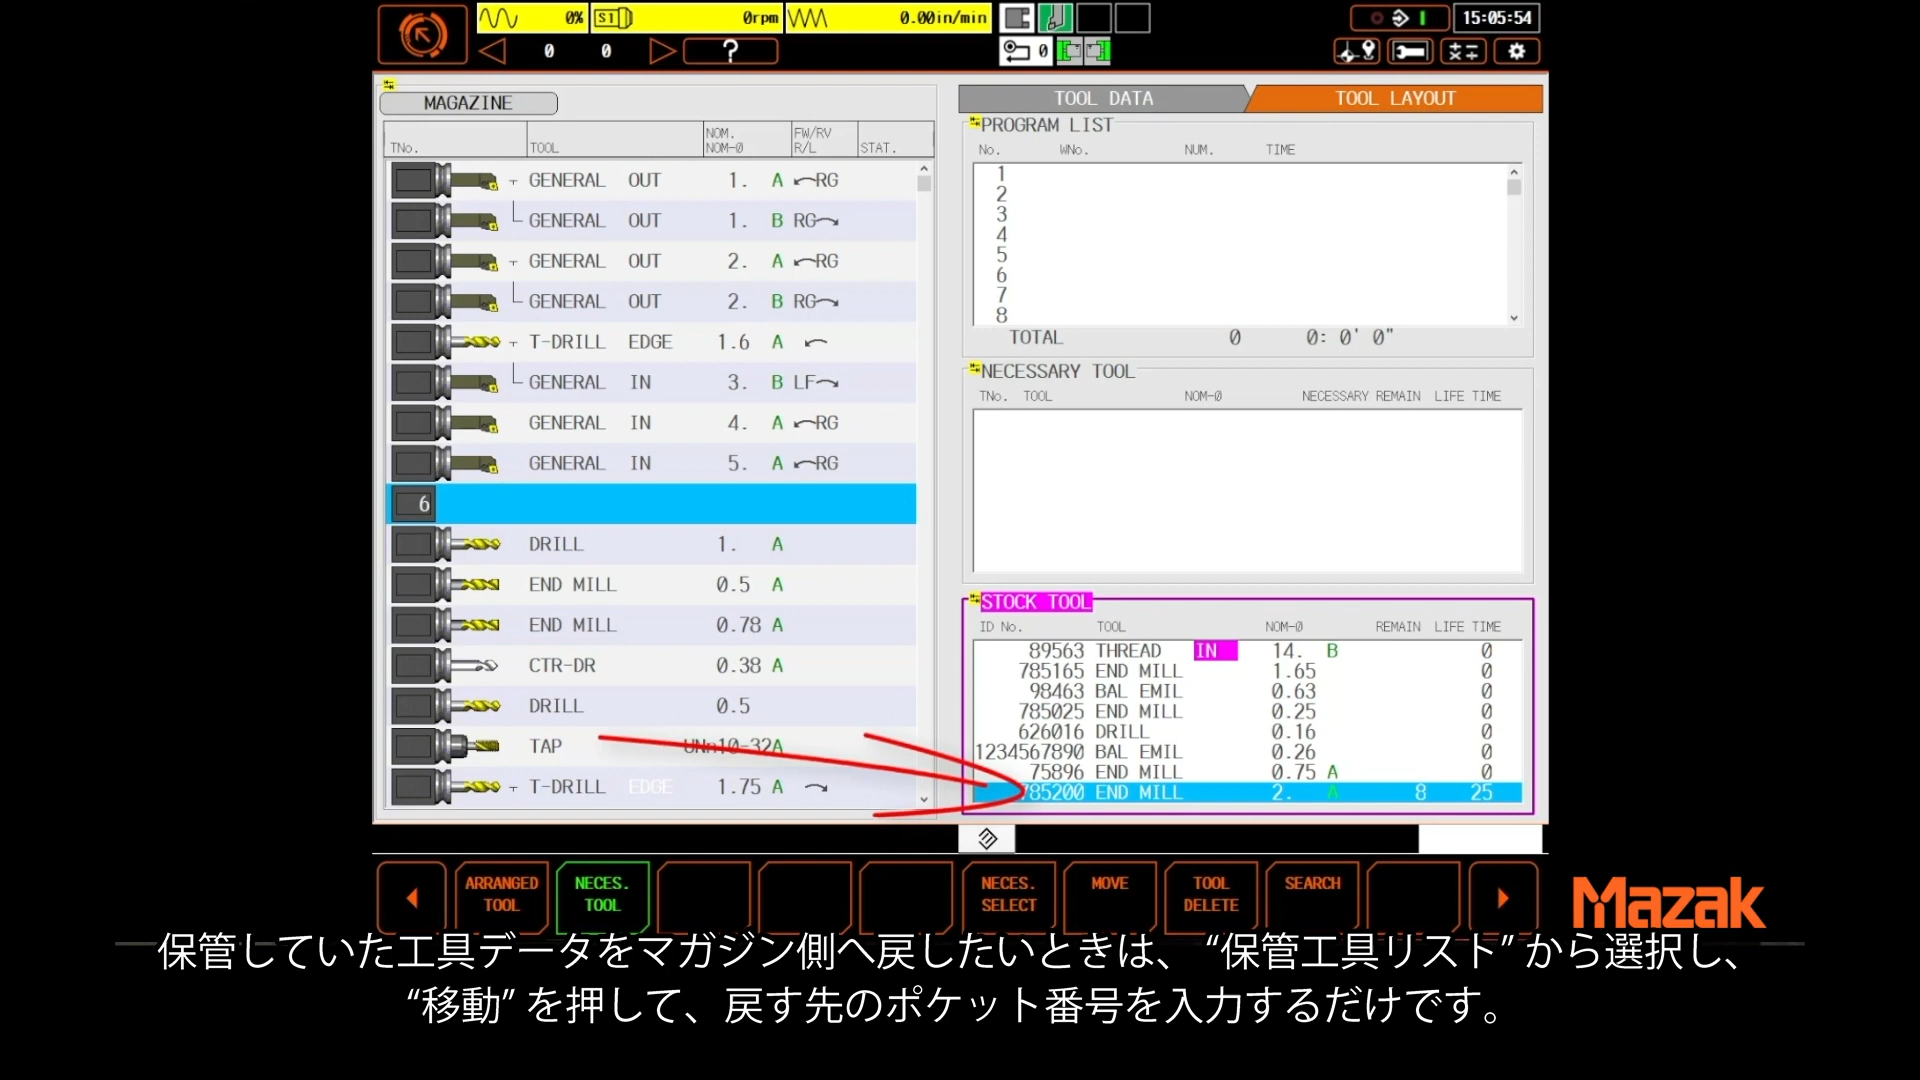 0% S1 0rpm 0.00in/min 15:05:54
0 0 ? 0
MAGAZINE
TNo. TOOL NOM. NOM-Ø FW/RV R/L STAT.
GENERAL OUT 1. A RG
GENERAL OUT 1. B RG
GENERAL OUT 2. A RG
GENERAL OUT 2. B RG
T-DRILL EDGE 1.6 A
GENERAL IN 3. B LF
GENERAL IN 4. A RG
GENERAL IN 5. A RG
6
DRILL 1. A
END MILL 0.5 A
END MILL 0.78 A
CTR-DR 0.38 A
DRILL 0.5
TAP UNn10-32A
T-DRILL EDGE 1.75 A
TOOL DATA TOOL LAYOUT
PROGRAM LIST
No. WNo. NUM. TIME
1
2
3
4
5
6
7
8
TOTAL 0 0: 0' 0"
NECESSARY TOOL
TNo. TOOL NOM-Ø NECESSARY REMAIN LIFE TIME
STOCK TOOL
ID No. TOOL NOM-Ø REMAIN LIFE TIME
89563 THREAD IN 14. B 0
785165 END MILL 1.65 0
98463 BAL EMIL 0.63 0
785025 END MILL 0.25 0
626016 DRILL 0.16 0
1234567890 BAL EMIL 0.26 0
75896 END MILL 0.75 A 0
785200 END MILL 2. A 8 25
ARRANGED TOOL
NECES. TOOL
NECES. SELECT
MOVE
TOOL DELETE
SEARCH
Mazak
保管していた工具データをマガジン側へ戻したいときは、“保管工具リスト” から選択し、
“移動” を押して、戻す先のポケット番号を入力するだけです。